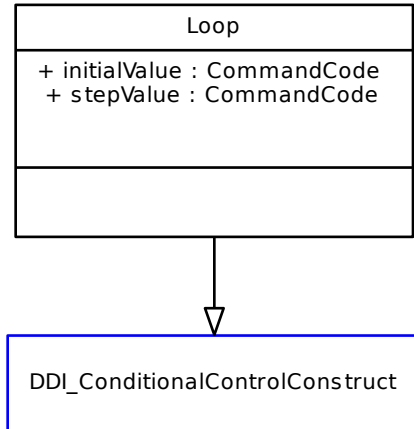 Loop
+ initialValue : CommandCode
+ stepValue : CommandCode
DDI_ConditionalControlConstruct